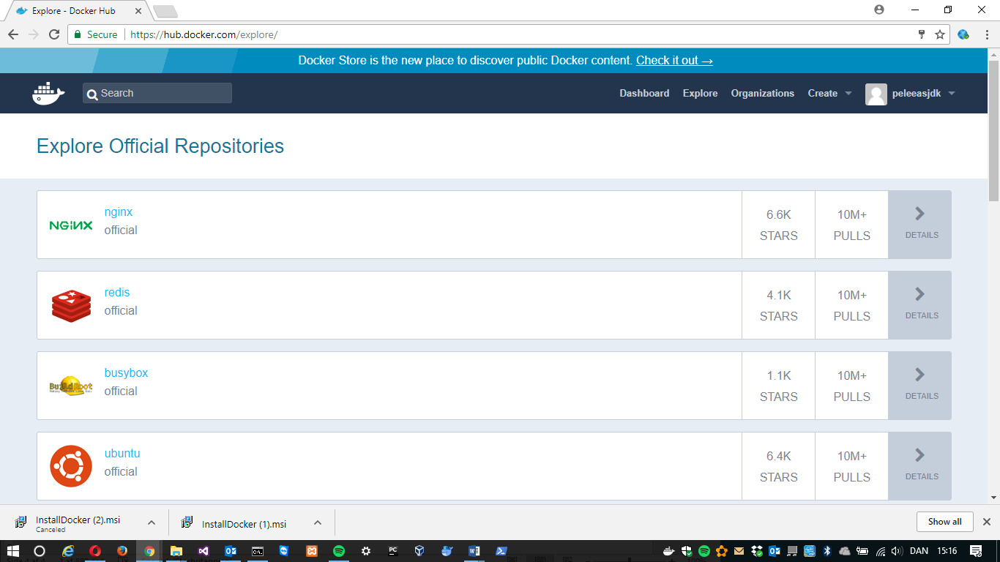 Explore - Docker Hub
Secure https://hub.docker.com/explore/
Docker Store is the new place to discover public Docker content. Check it out →
Search
Dashboard Explore Organizations Create peleeasjdk
Explore Official Repositories
NGINX
nginx
official
6.6K
STARS
10M+
PULLS
DETAILS
redis
official
4.1K
STARS
10M+
PULLS
DETAILS
BuildRoot
busybox
official
1.1K
STARS
10M+
PULLS
DETAILS
ubuntu
official
6.4K
STARS
10M+
PULLS
DETAILS
InstallDocker (2).msi
Canceled
InstallDocker (1).msi
Show all
DAN 15:16